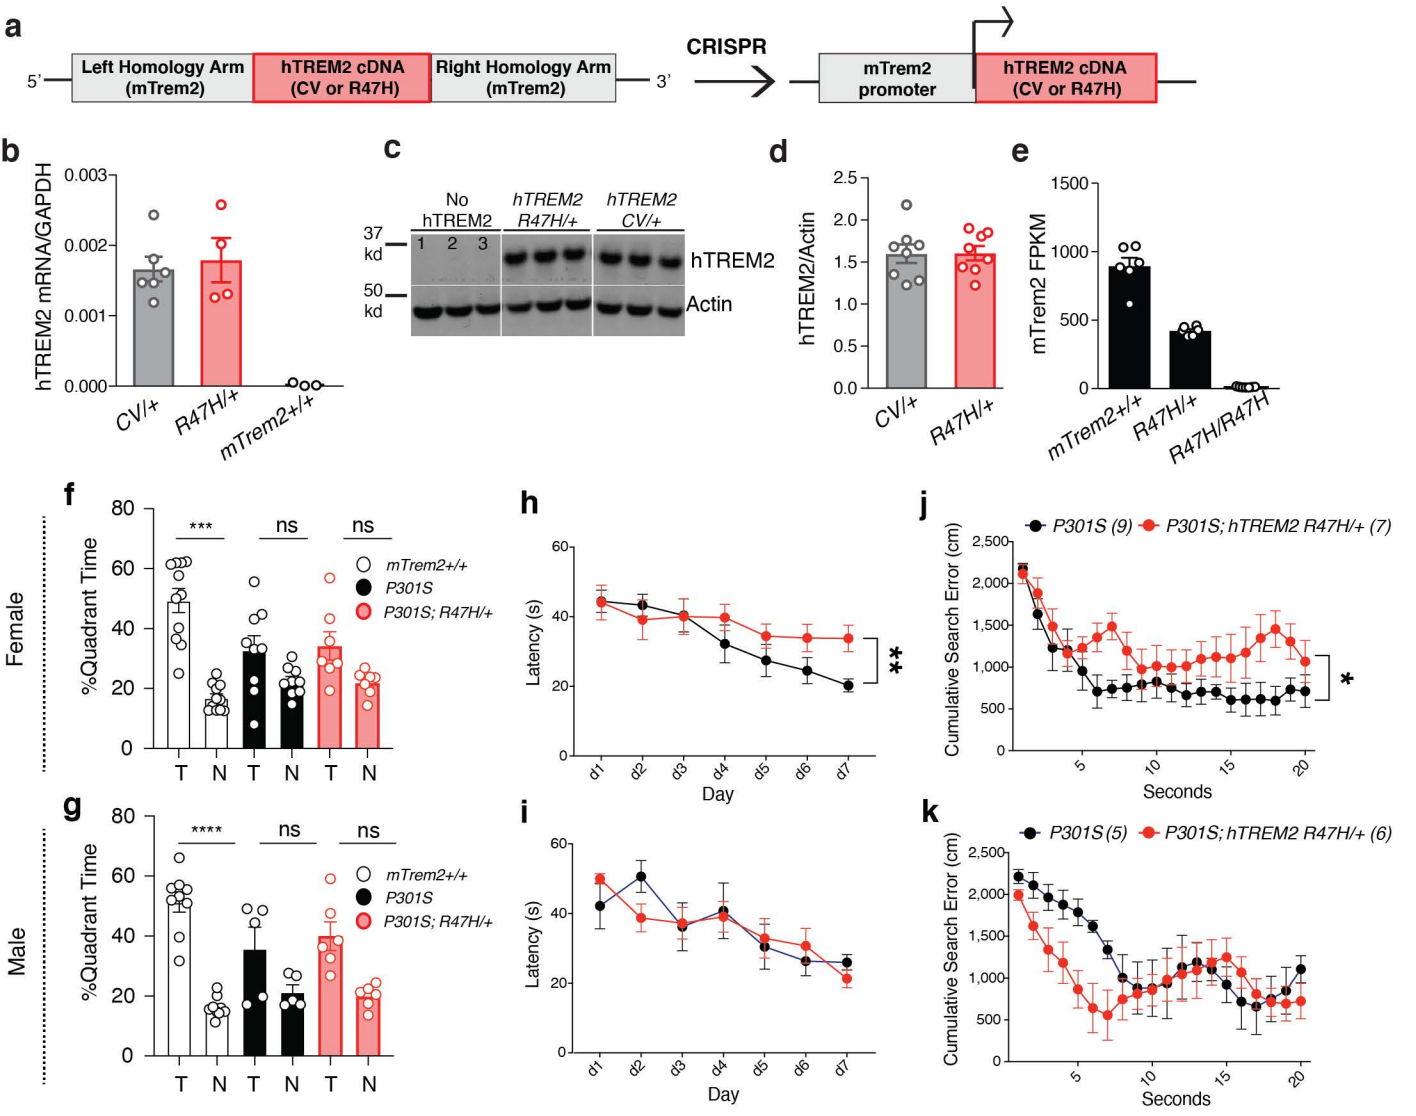 a
5'
Left Homology Arm
(mTrem2)
hTREM2 cDNA
(CV or R47H)
Right Homology Arm
(mTrem2)
3'
CRISPR
mTrem2
promoter
hTREM2 cDNA
(CV or R47H)
b
hTREM2 mRNA/GAPDH
0.003
0.002
0.001
0.000
CV/+
R47H/+
mTrem2+/+
c
No
hTREM2
hTREM2
R47H/+
hTREM2
CV/+
37
kd
1 2 3
hTREM2
50
kd
Actin
d
hTREM2/Actin
2.5
2.0
1.5
1.0
0.5
0.0
CV/+
R47H/+
e
mTrem2 FPKM
1500
1000
500
0
mTrem2+/+
R47H/+
R47H/R47H
Female
f
%Quadrant Time
80
60
40
20
0
*** ns ns
mTrem2+/+
P301S
P301S; R47H/+
T N T N T N
h
Latency (s)
60
40
20
0
**
d1 d2 d3 d4 d5 d6 d7
Day
j
P301S (9) P301S; hTREM2 R47H/+ (7)
Cumulative Search Error (cm)
2,500
2,000
1,500
1,000
500
0
*
5 10 15 20
Seconds
Male
g
%Quadrant Time
80
60
40
20
0
**** ns ns
mTrem2+/+
P301S
P301S; R47H/+
T N T N T N
i
Latency (s)
60
40
20
0
d1 d2 d3 d4 d5 d6 d7
Day
k
P301S (5) P301S; hTREM2 R47H/+ (6)
Cumulative Search Error (cm)
2,500
2,000
1,500
1,000
500
0
5 10 15 20
Seconds